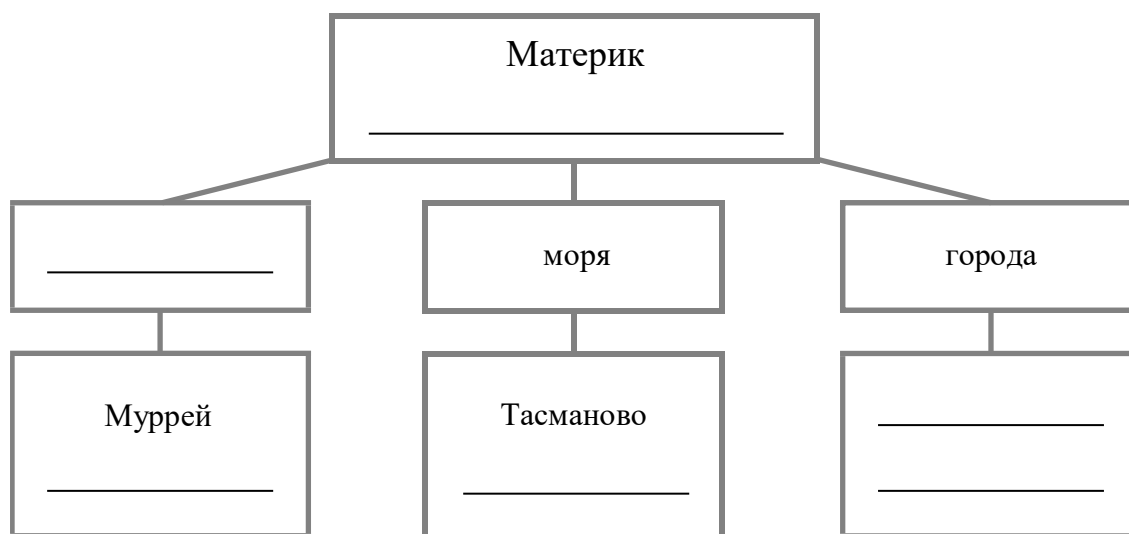 Материк
моря
города
Муррей
Тасманово